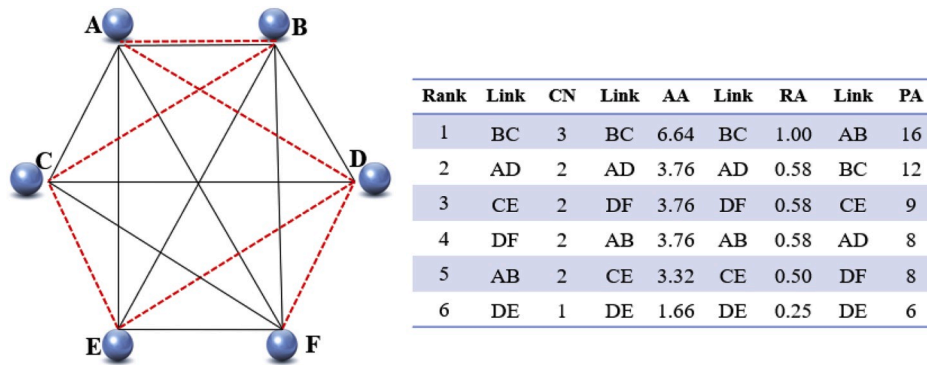 A B
C D
E F
Rank Link CN Link AA Link RA Link PA
1 BC 3 BC 6.64 BC 1.00 AB 16
2 AD 2 AD 3.76 AD 0.58 BC 12
3 CE 2 DF 3.76 DF 0.58 CE 9
4 DF 2 AB 3.76 AB 0.58 AD 8
5 AB 2 CE 3.32 CE 0.50 DF 8
6 DE 1 DE 1.66 DE 0.25 DE 6